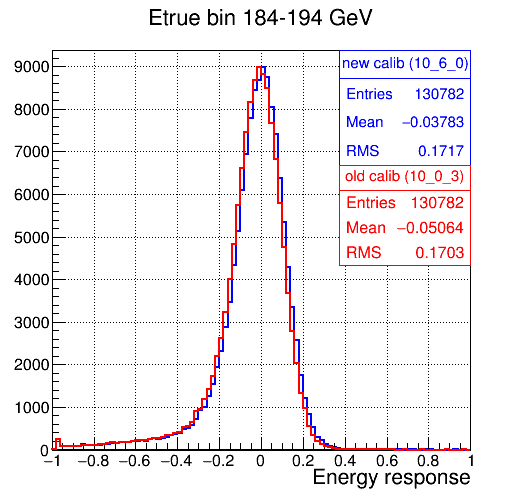 Etrue bin 184-194 GeV
new calib (10_6_0)
Entries 130782
Mean −0.03783
RMS 0.1717
old calib (10_0_3)
Entries 130782
Mean −0.05064
RMS 0.1703
9000
8000
7000
6000
5000
4000
3000
2000
1000
0
−1 −0.8 −0.6 −0.4 −0.2 0 0.2 0.4 0.6 0.8 1
Energy response